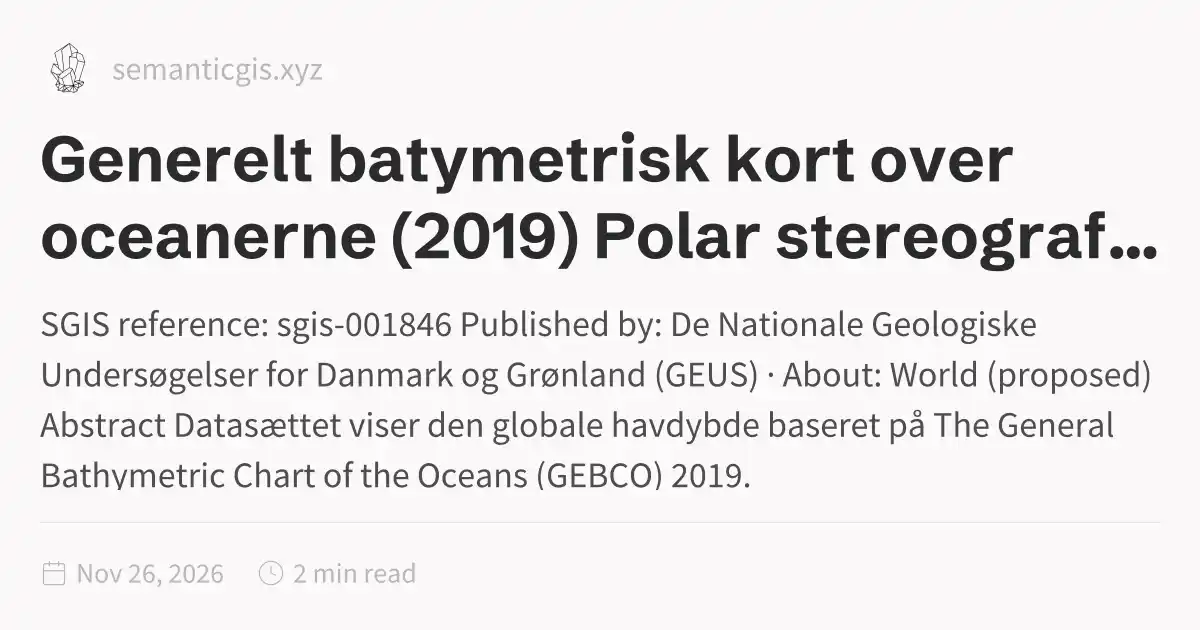 semanticgis.xyz
Generelt batymetrisk kort over
oceanerne (2019) Polar stereograf...
SGIS reference: sgis-001846 Published by: De Nationale Geologiske
Undersøgelser for Danmark og Grønland (GEUS) · About: World (proposed)
Abstract Datasættet viser den globale havdybde baseret på The General
Bathymetric Chart of the Oceans (GEBCO) 2019.
Nov 26, 2026 2 min read